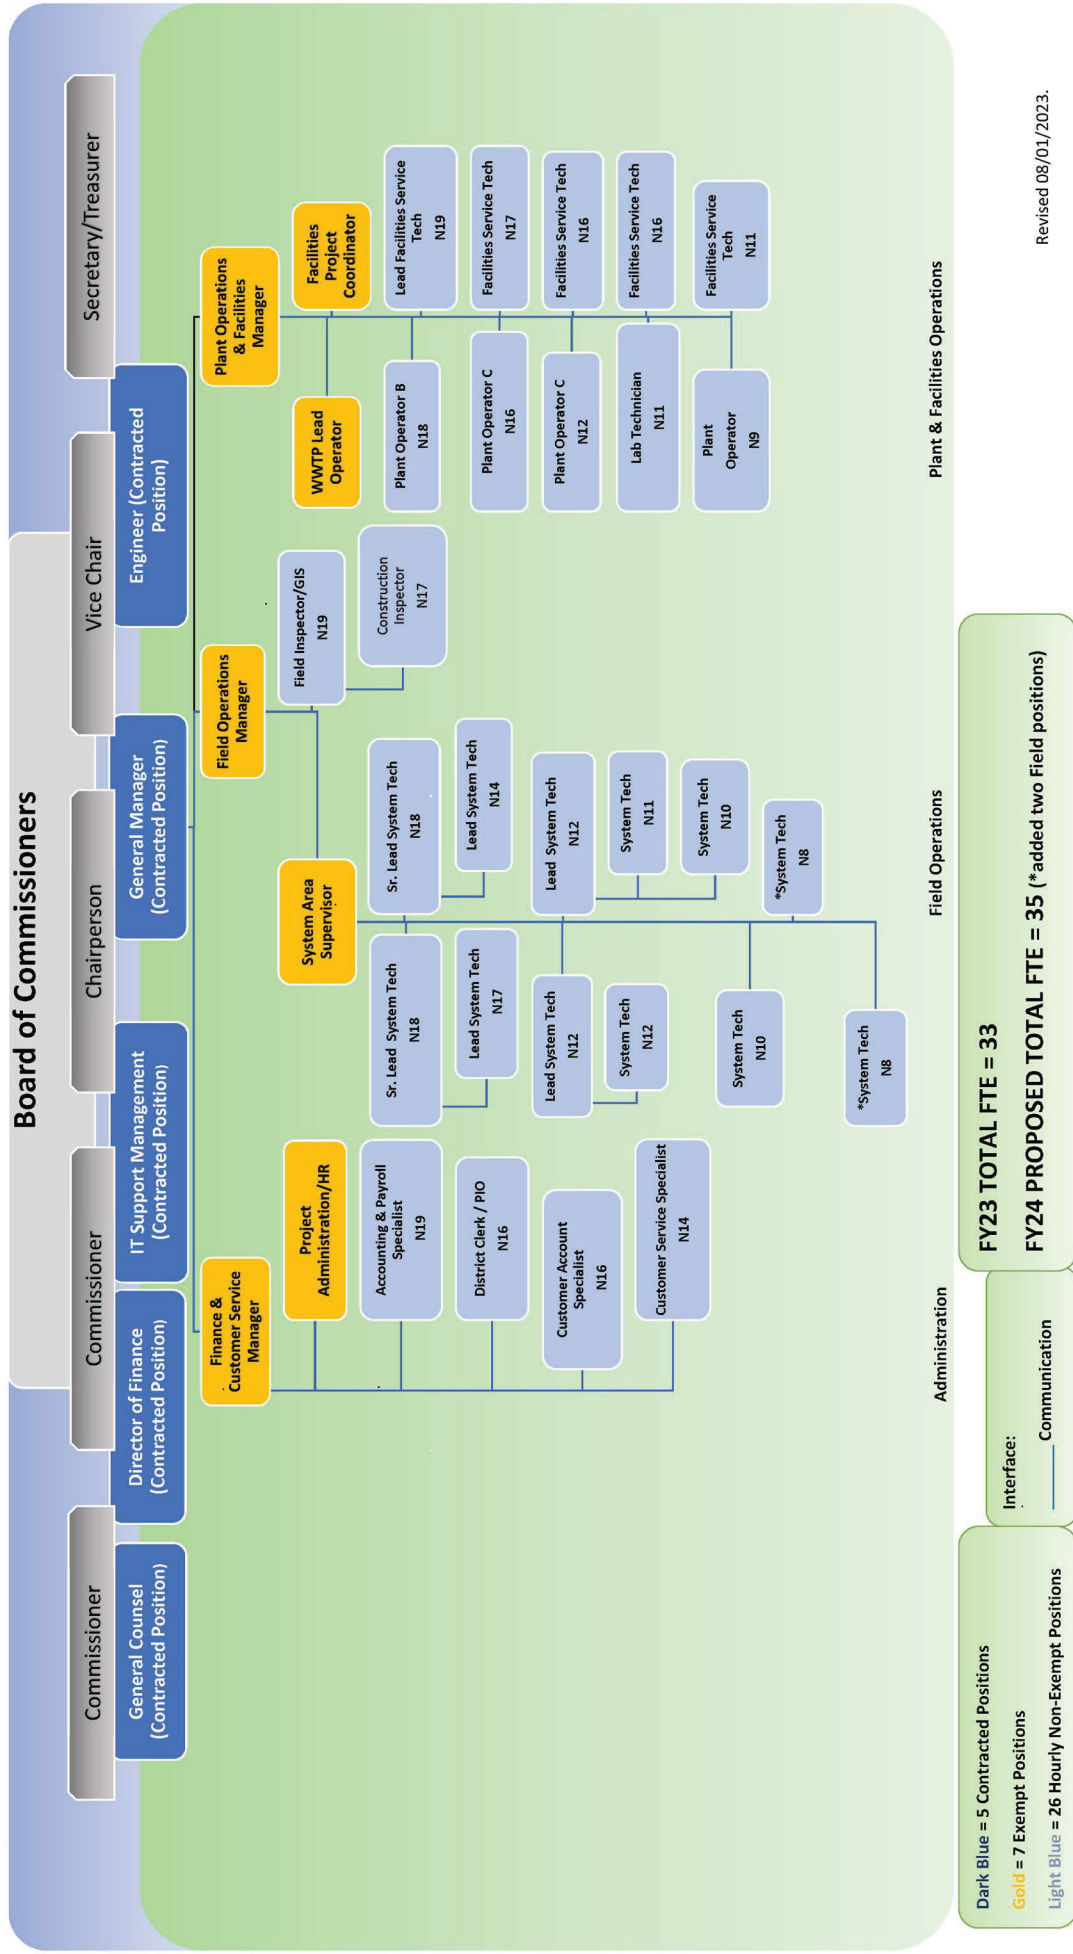 Board of Commissioners
Commissioner
Commissioner
Chairperson
Vice Chair
Secretary/Treasurer
General Counsel
(Contracted Position)
Director of Finance
(Contracted Position)
IT Support Management
(Contracted Position)
General Manager
(Contracted Position)
Engineer (Contracted
Position)
Finance &
Customer Service
Manager
Project
Administration/HR
Accounting & Payroll
Specialist
N19
District Clerk / PIO
N16
Customer Account
Specialist
N16
Customer Service Specialist
N14
Administration
Field Operations
Manager
System Area
Supervisor
Field Inspector/GIS
N19
Construction
Inspector
N17
Sr. Lead System Tech
N18
Lead System Tech
N17
Lead System Tech
N12
System Tech
N12
System Tech
N10
*System Tech
N8
Sr. Lead System Tech
N18
Lead System Tech
N14
Lead System Tech
N12
System Tech
N11
System Tech
N10
*System Tech
N8
Field Operations
Plant Operations
& Facilities
Manager
WWTP Lead
Operator
Facilities
Project
Coordinator
Plant Operator B
N18
Plant Operator C
N16
Plant Operator C
N12
Lab Technician
N11
Plant
Operator
N9
Lead Facilities Service
Tech
N19
Facilities Service Tech
N17
Facilities Service Tech
N16
Facilities Service Tech
N16
Facilities Service
Tech
N11
Plant & Facilities Operations
Dark Blue = 5 Contracted Positions
Gold = 7 Exempt Positions
Light Blue = 26 Hourly Non-Exempt Positions
Interface:
Communication
FY23 TOTAL FTE = 33
FY24 PROPOSED TOTAL FTE = 35 (*added two Field positions)
Revised 08/01/2023.